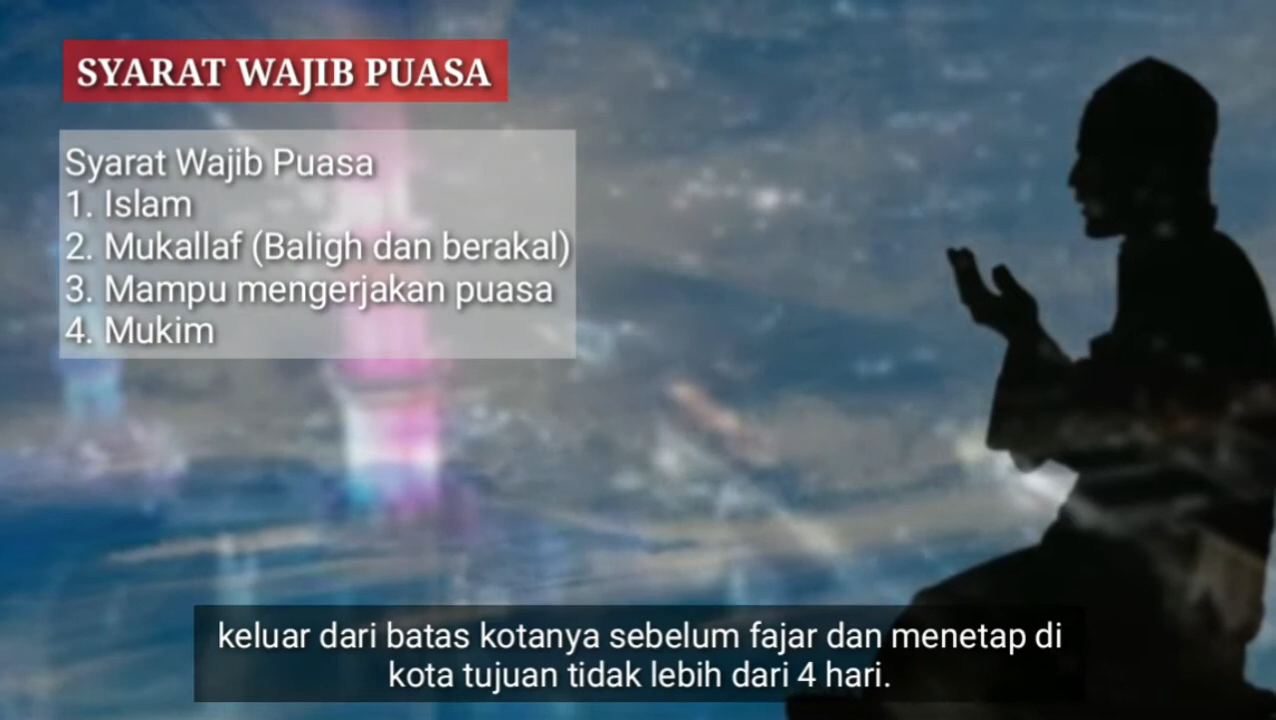 SYARAT WAJIB PUASA
Syarat Wajib Puasa
1. Islam
2. Mukallaf (Baligh dan berakal)
3. Mampu mengerjakan puasa
4. Mukim
keluar dari batas kotanya sebelum fajar dan menetap di
kota tujuan tidak lebih dari 4 hari.